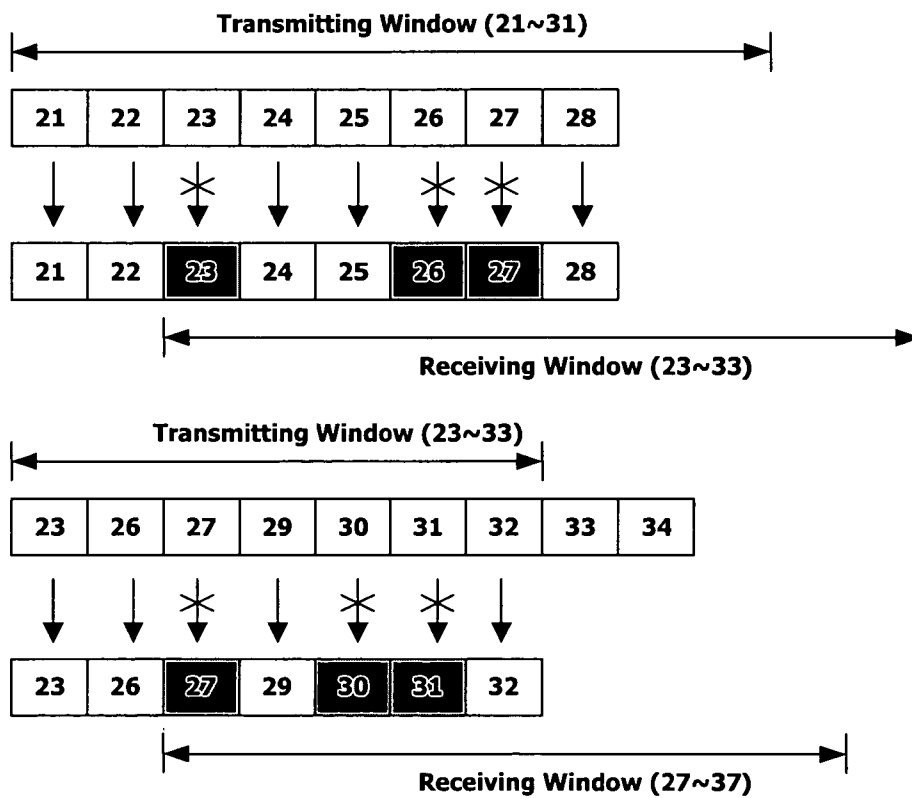 Transmitting Window (21~31)
21 22 23 24 25 26 27 28
21 22 23 24 25 26 27 28
Receiving Window (23~33)
Transmitting Window (23~33)
23 26 27 29 30 31 32 33 34
23 26 27 29 30 31 32
Receiving Window (27~37)